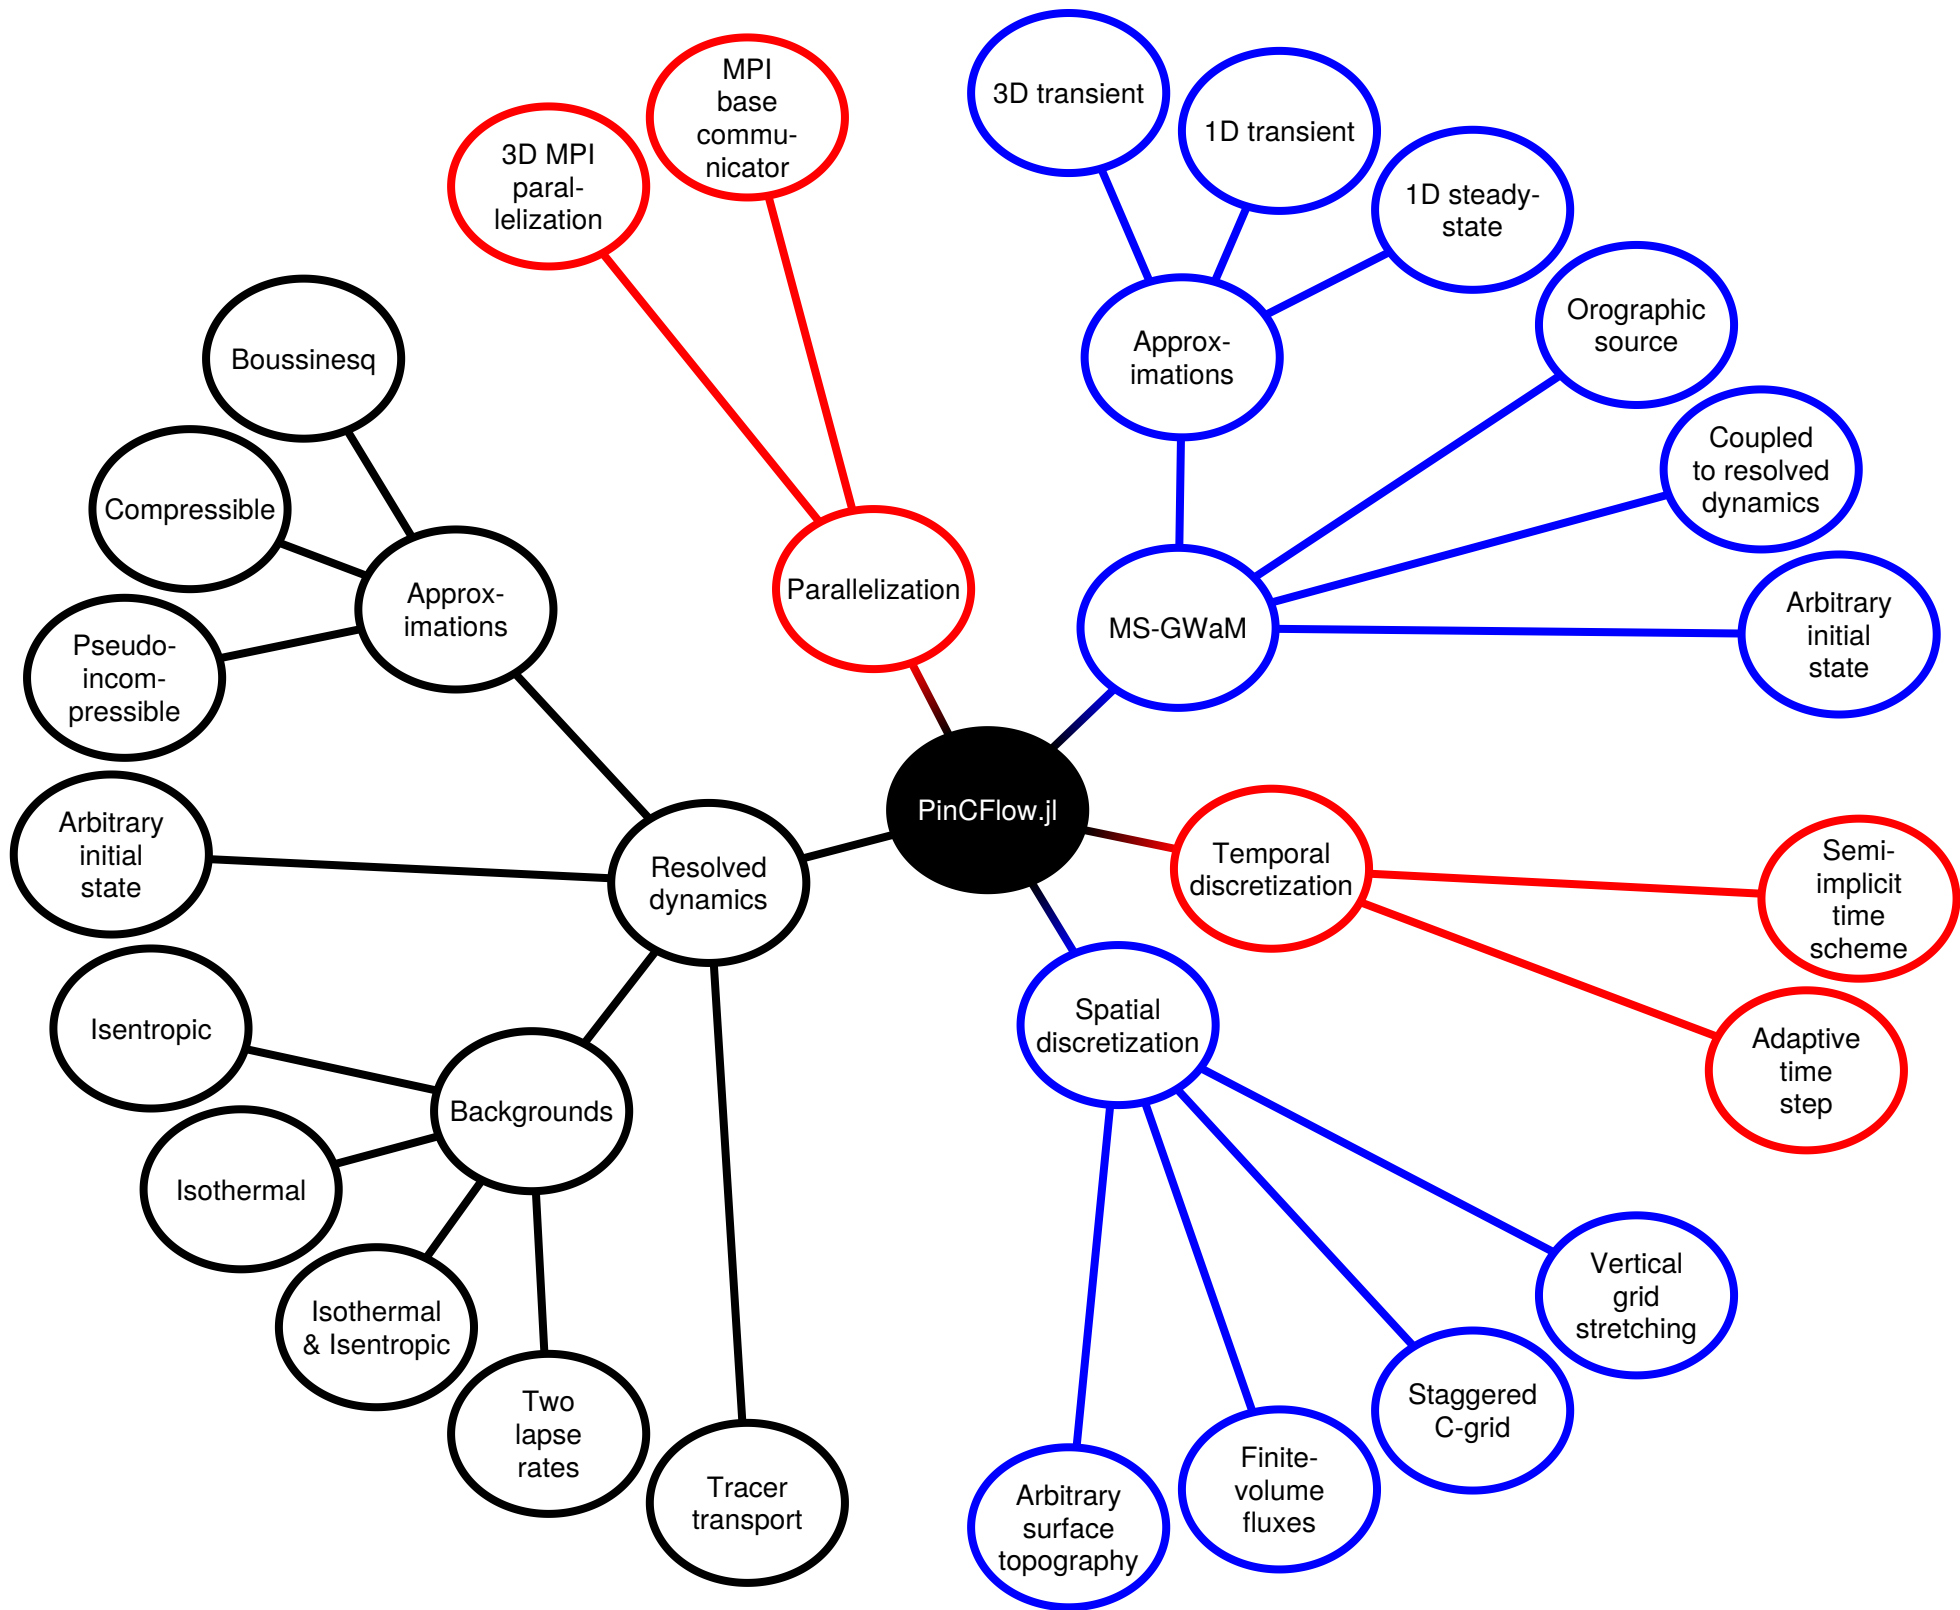 MPI
base
commu-
nicator
3D MPI
paral-
lelization
3D transient
1D transient
1D steady-
state
Orographic
source
Approx-
imations
Coupled
to resolved
dynamics
Arbitrary
initial
state
MS-GWaM
Parallelization
Boussinesq
Compressible
Pseudo-
incom-
pressible
Approx-
imations
Arbitrary
initial
state
Resolved
dynamics
PinCFlow.jl
Temporal
discretization
Semi-
implicit
time
scheme
Adaptive
time
step
Spatial
discretization
Isentropic
Backgrounds
Isothermal
Isothermal
& Isentropic
Two
lapse
rates
Tracer
transport
Vertical
grid
stretching
Staggered
C-grid
Finite-
volume
fluxes
Arbitrary
surface
topography